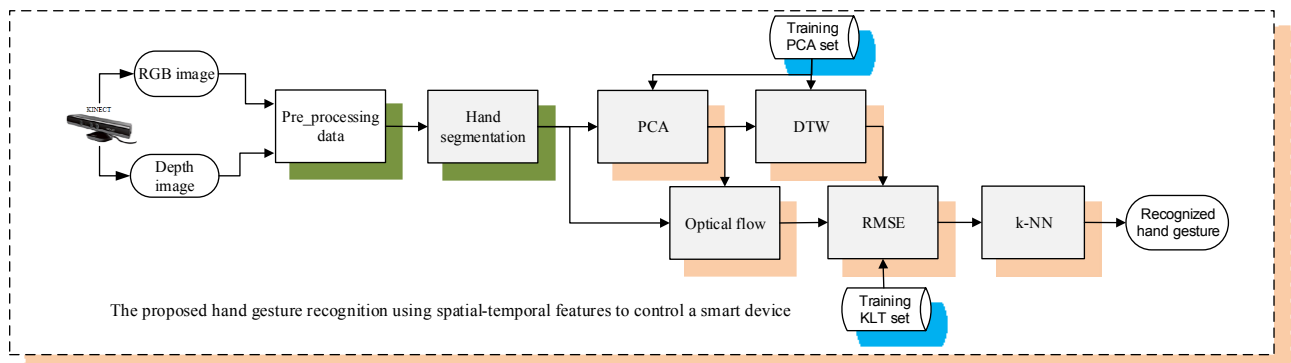 Training
PCA set
RGB image
KINECT
Pre_processing
data
Hand
segmentation
PCA
DTW
Depth
image
Optical flow
RMSE
k-NN
Recognized
hand gesture
The proposed hand gesture recognition using spatial-temporal features to control a smart device
Training
KLT set